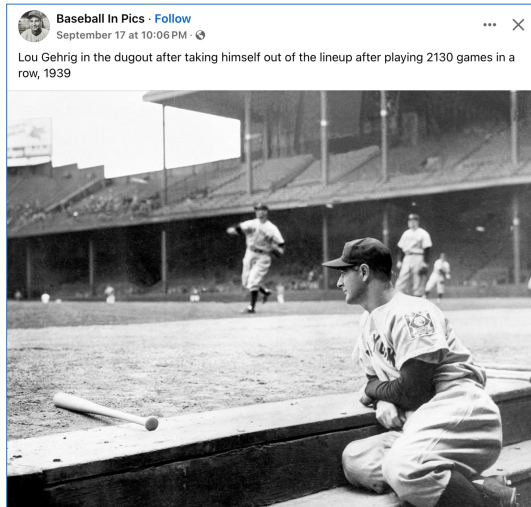 Baseball In Pics · Follow
September 17 at 10:06 PM ·
Lou Gehrig in the dugout after taking himself out of the lineup after playing 2130 games in a
row, 1939